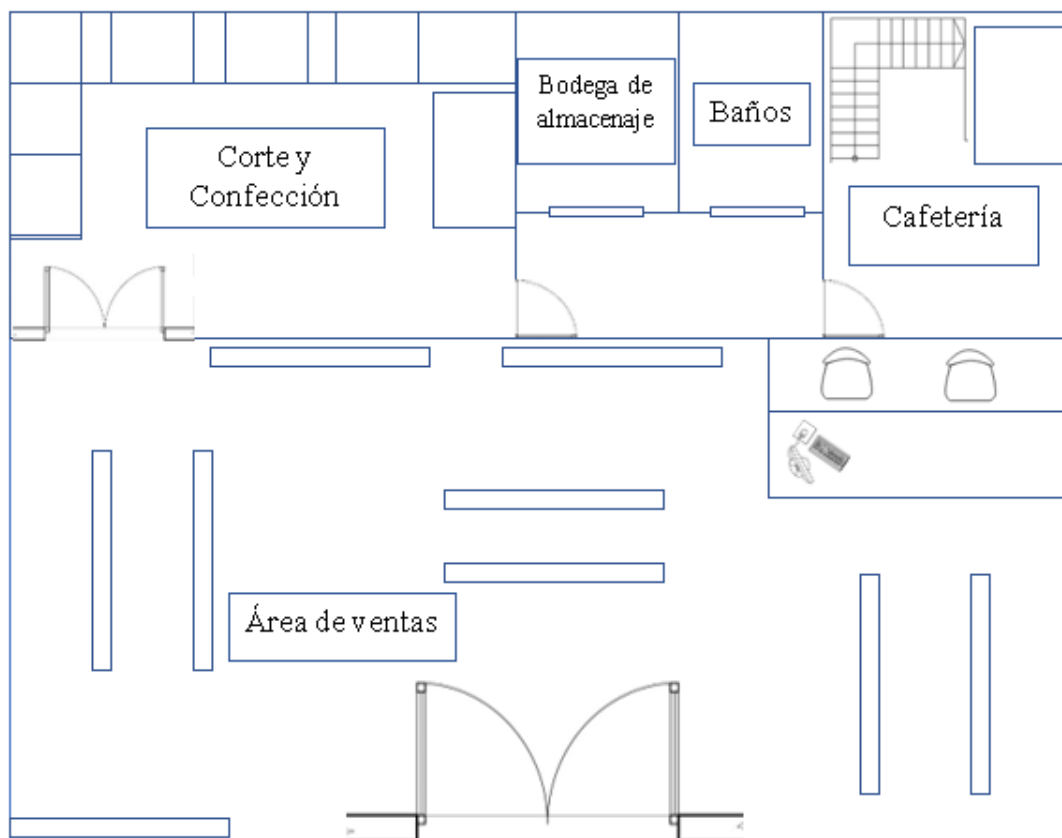 Bodega de
almacenaje
Baños
Corte y
Confección
Cafetería
Área de ventas